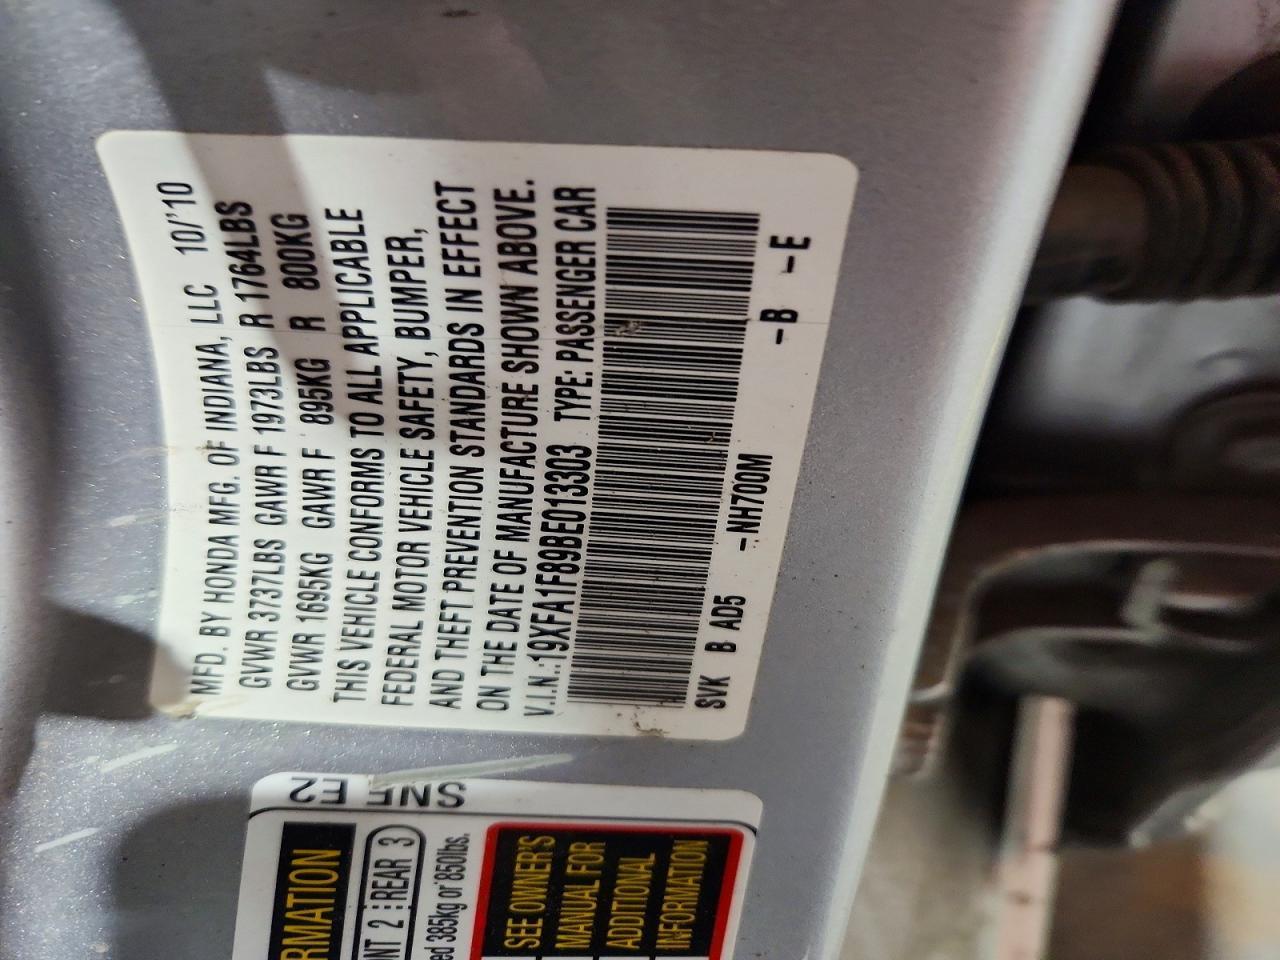 MFD. BY HONDA MFG. OF INDIANA, LLC 10/'10
GVWR 3737LBS GAWR F 1973LBS R 1764LBS
GVWR 1695KG GAWR F 895KG R 800KG
THIS VEHICLE CONFORMS TO ALL APPLICABLE
FEDERAL MOTOR VEHICLE SAFETY, BUMPER,
AND THEFT PREVENTION STANDARDS IN EFFECT
ON THE DATE OF MANUFACTURE SHOWN ABOVE.
V.I.N.:19XFA1F89BE013303 TYPE: PASSENGER CAR
SVK B AD5 -NH700M -B -E
RMATION
NT 2 REAR 3
ed 385kg or 850lbs.
SEE OWNER'S
MANUAL FOR
ADDITIONAL
INFORMATION